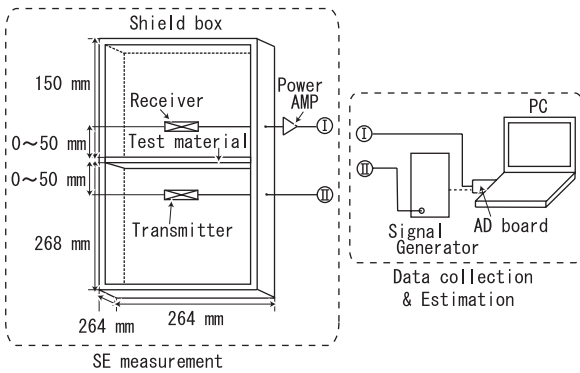 Shield box
150 mm
Receiver
Power
AMP
Ⅰ
0～50 mm
Test material
0～50 mm
Ⅱ
Transmitter
268 mm
264 mm
264 mm
SE measurement
PC
Ⅰ
Ⅱ
AD board
Signal
Generator
Data collection
& Estimation